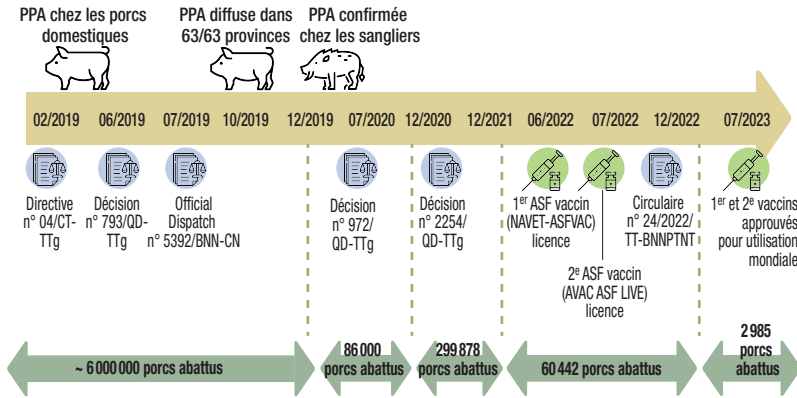 PPA chez les porcs
domestiques
PPA diffuse dans
63/63 provinces
PPA confirmée
chez les sangliers
02/2019 06/2019 07/2019 10/2019 12/2019 07/2020 12/2020 12/2021 06/2022 07/2022 12/2022 07/2023
Directive
n° 04/CT-
TTg
Décision
n° 793/QD-
TTg
Official
Dispatch
n° 5392/BNN-CN
Décision
n° 972/
QD-TTg
Décision
n° 2254/
QD-TTg
1er ASF vaccin
(NAVET-ASFVAC)
licence
2e ASF vaccin
(AVAC ASF LIVE)
licence
Circulaire
n° 24/2022/
TT-BNNPTNT
1er et 2e vaccins
approuvés
pour utilisation
mondiale
~ 6 000 000 porcs abattus
86 000
porcs abattus
299 878
porcs abattus
60 442 porcs abattus
2 985
porcs
abattus